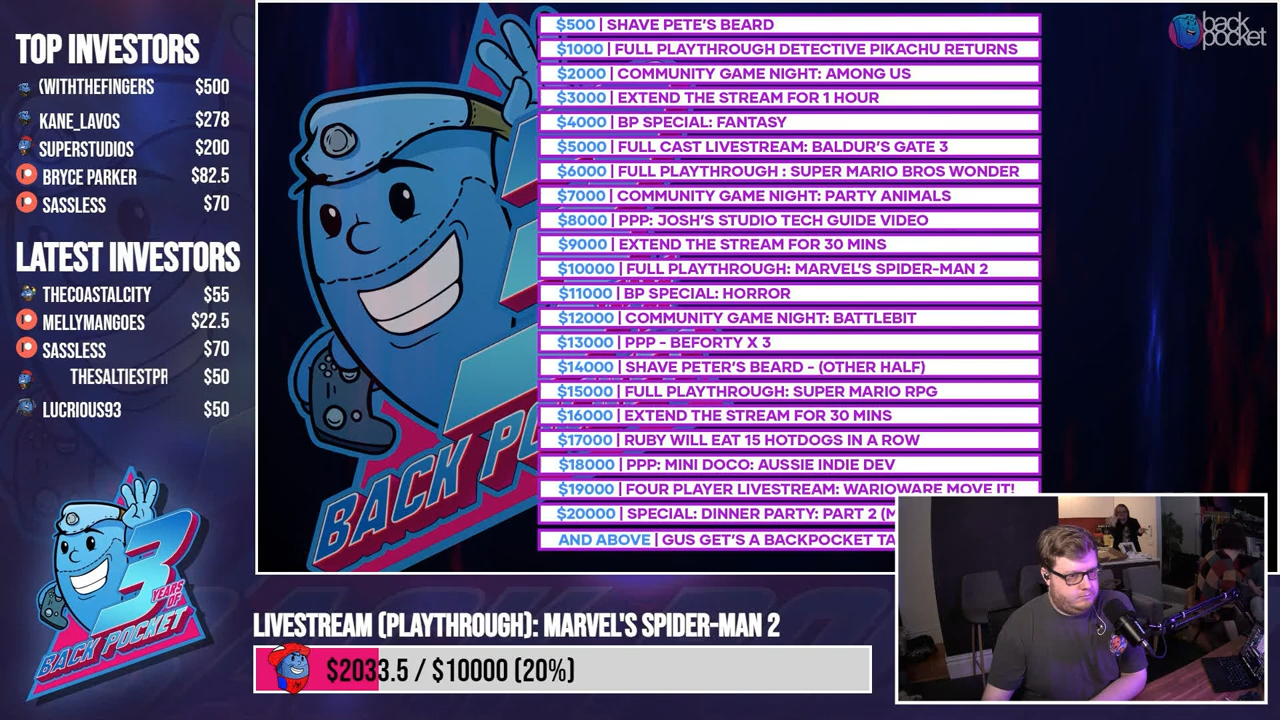 TOP INVESTORS
(WITHTHEFINGERS $500
KANE_LAVOS $278
SUPERSTUDIOS $200
BRYCE PARKER $82.5
SASSLESS $70
LATEST INVESTORS
THECOASTALCITY $55
MELLYMANGOES $22.5
SASSLESS $70
THESALTIESTPR $50
LUCRIOUS93 $50
3
YEARS OF
BACK POCKET
BACK PO
$500 | SHAVE PETE'S BEARD
$1000 | FULL PLAYTHROUGH DETECTIVE PIKACHU RETURNS
$2000 | COMMUNITY GAME NIGHT: AMONG US
$3000 | EXTEND THE STREAM FOR 1 HOUR
$4000 | BP SPECIAL: FANTASY
$5000 | FULL CAST LIVESTREAM: BALDUR'S GATE 3
$6000 | FULL PLAYTHROUGH : SUPER MARIO BROS WONDER
$7000 | COMMUNITY GAME NIGHT: PARTY ANIMALS
$8000 | PPP: JOSH'S STUDIO TECH GUIDE VIDEO
$9000 | EXTEND THE STREAM FOR 30 MINS
$10000 | FULL PLAYTHROUGH: MARVEL'S SPIDER-MAN 2
$11000 | BP SPECIAL: HORROR
$12000 | COMMUNITY GAME NIGHT: BATTLEBIT
$13000 | PPP - BEFORTY X 3
$14000 | SHAVE PETER'S BEARD - (OTHER HALF)
$15000 | FULL PLAYTHROUGH: SUPER MARIO RPG
$16000 | EXTEND THE STREAM FOR 30 MINS
$17000 | RUBY WILL EAT 15 HOTDOGS IN A ROW
$18000 | PPP: MINI DOCO: AUSSIE INDIE DEV
$19000 | FOUR PLAYER LIVESTREAM: WARIOWARE MOVE IT!
$20000 | SPECIAL: DINNER PARTY: PART 2 (M
AND ABOVE | GUS GET'S A BACKPOCKET TA
back
pocket
LIVESTREAM (PLAYTHROUGH): MARVEL'S SPIDER-MAN 2
$2033.5 / $10000 (20%)